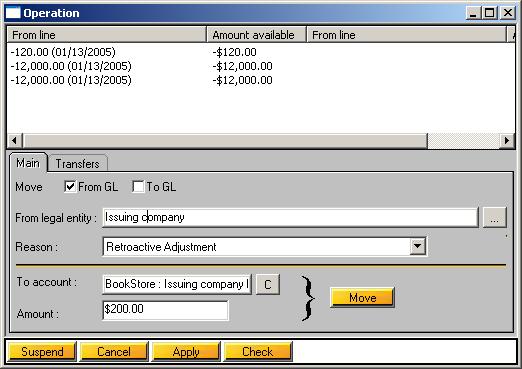 Operation
From line Amount available From line
-120.00 (01/13/2005) -$120.00
-12,000.00 (01/13/2005) -$12,000.00
-12,000.00 (01/13/2005) -$12,000.00
Main Transfers
Move From GL To GL
From legal entity : Issuing company ...
Reason : Retroactive Adjustment
To account : BookStore : Issuing company C
Amount : $200.00
Move
Suspend Cancel Apply Check